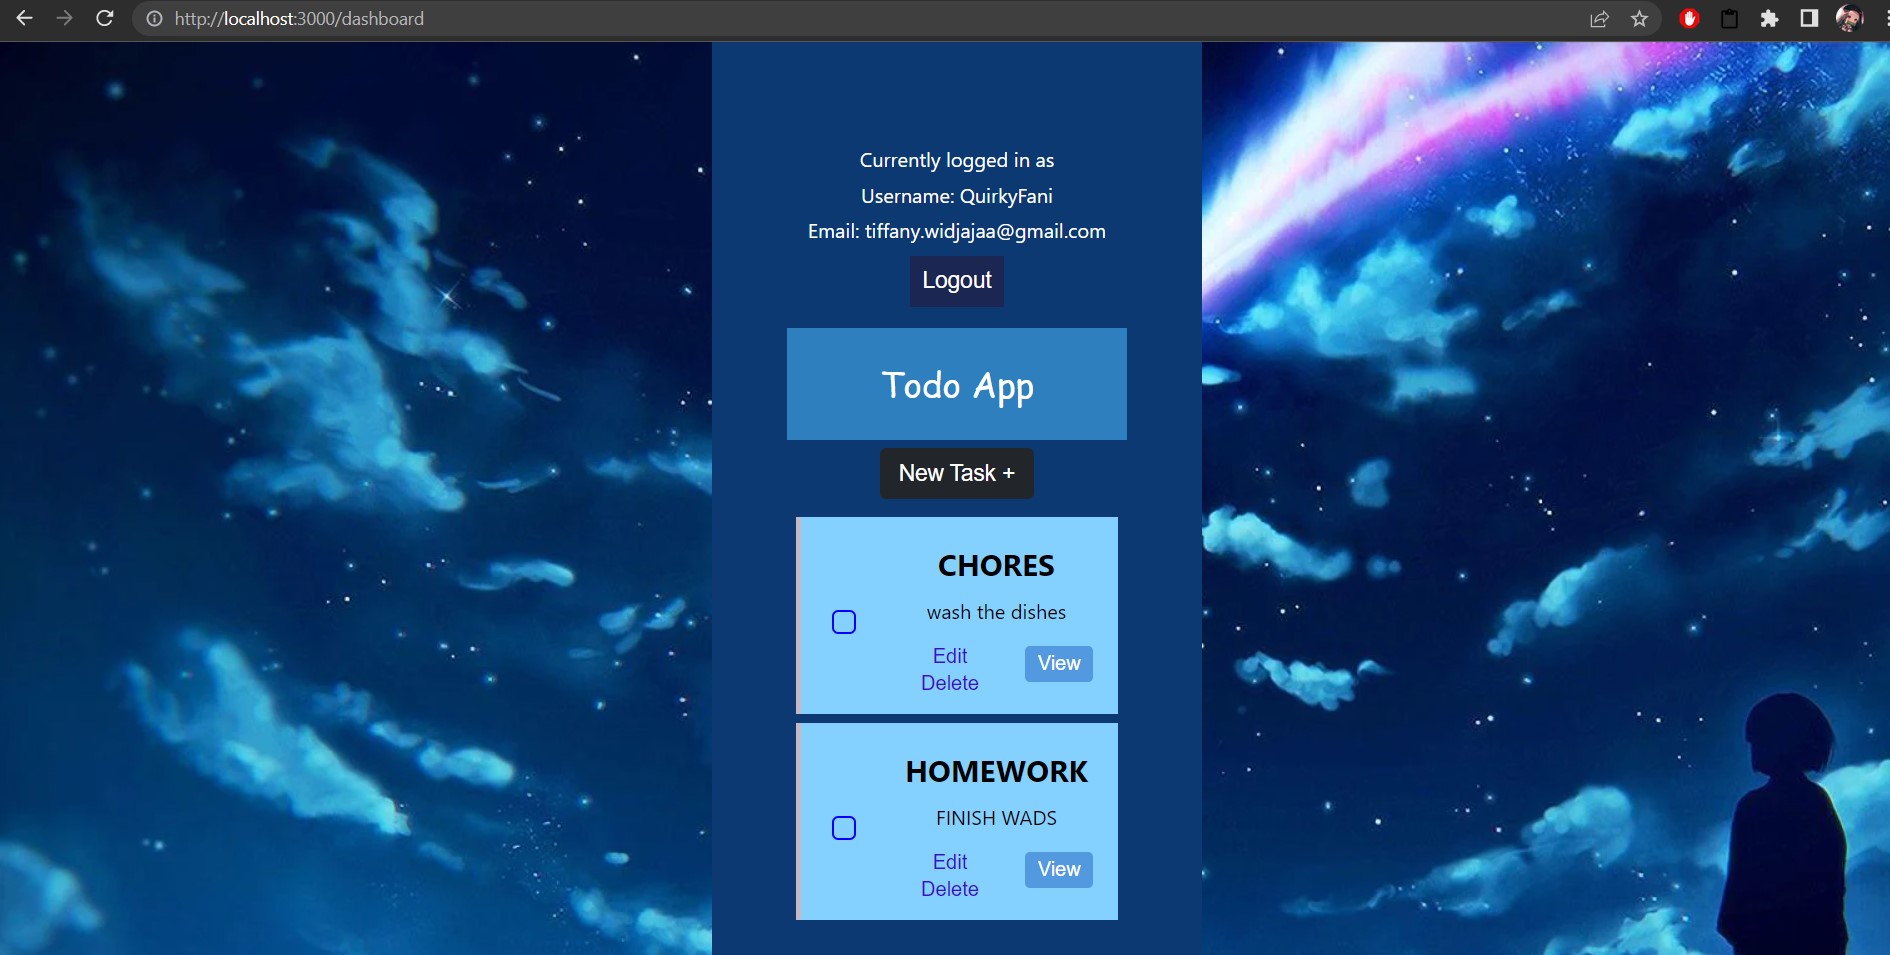 http://localhost:3000/dashboard
Currently logged in as
Username: QuirkyFani
Email: tiffany.widjajaa@gmail.com
Logout
Todo App
New Task +
CHORES
wash the dishes
Edit
Delete
View
HOMEWORK
FINISH WADS
Edit
Delete
View